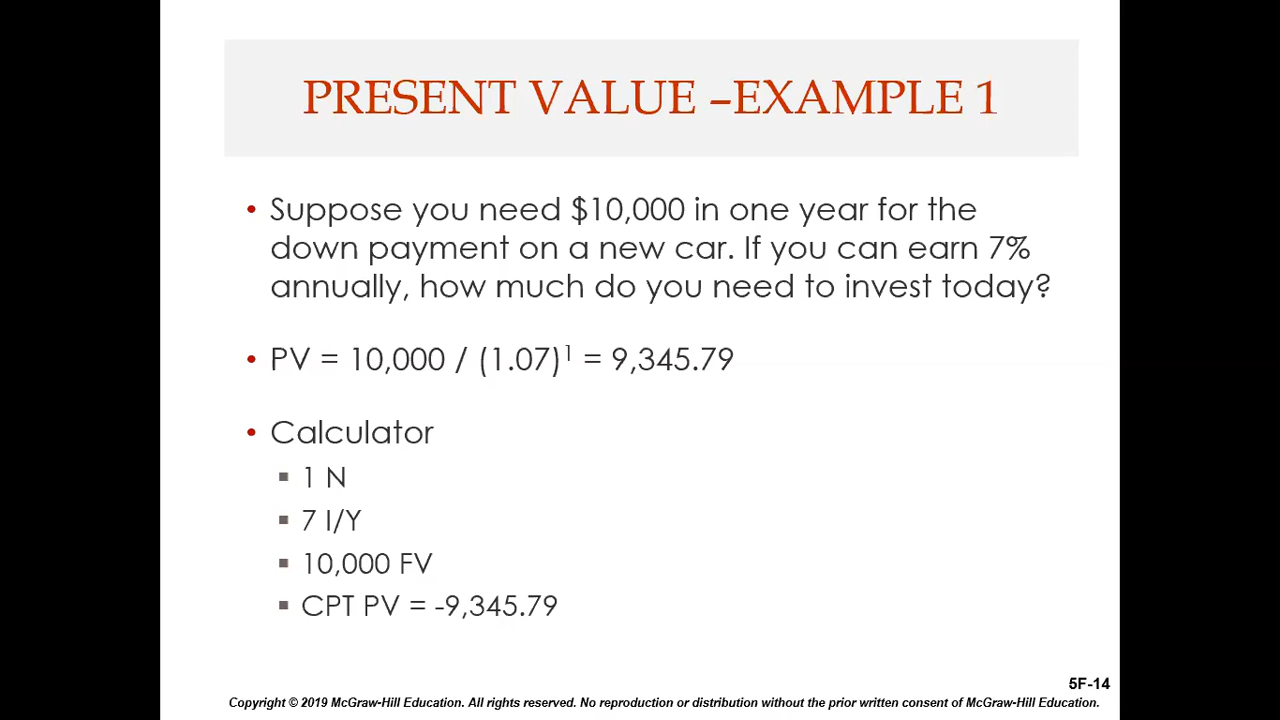 PRESENT VALUE –EXAMPLE 1
• Suppose you need $10,000 in one year for the
down payment on a new car. If you can earn 7%
annually, how much do you need to invest today?
• PV = 10,000 / (1.07)¹ = 9,345.79
• Calculator
▪ 1 N
▪ 7 I/Y
▪ 10,000 FV
▪ CPT PV = -9,345.79
5F-14
Copyright © 2019 McGraw-Hill Education. All rights reserved. No reproduction or distribution without the prior written consent of McGraw-Hill Education.